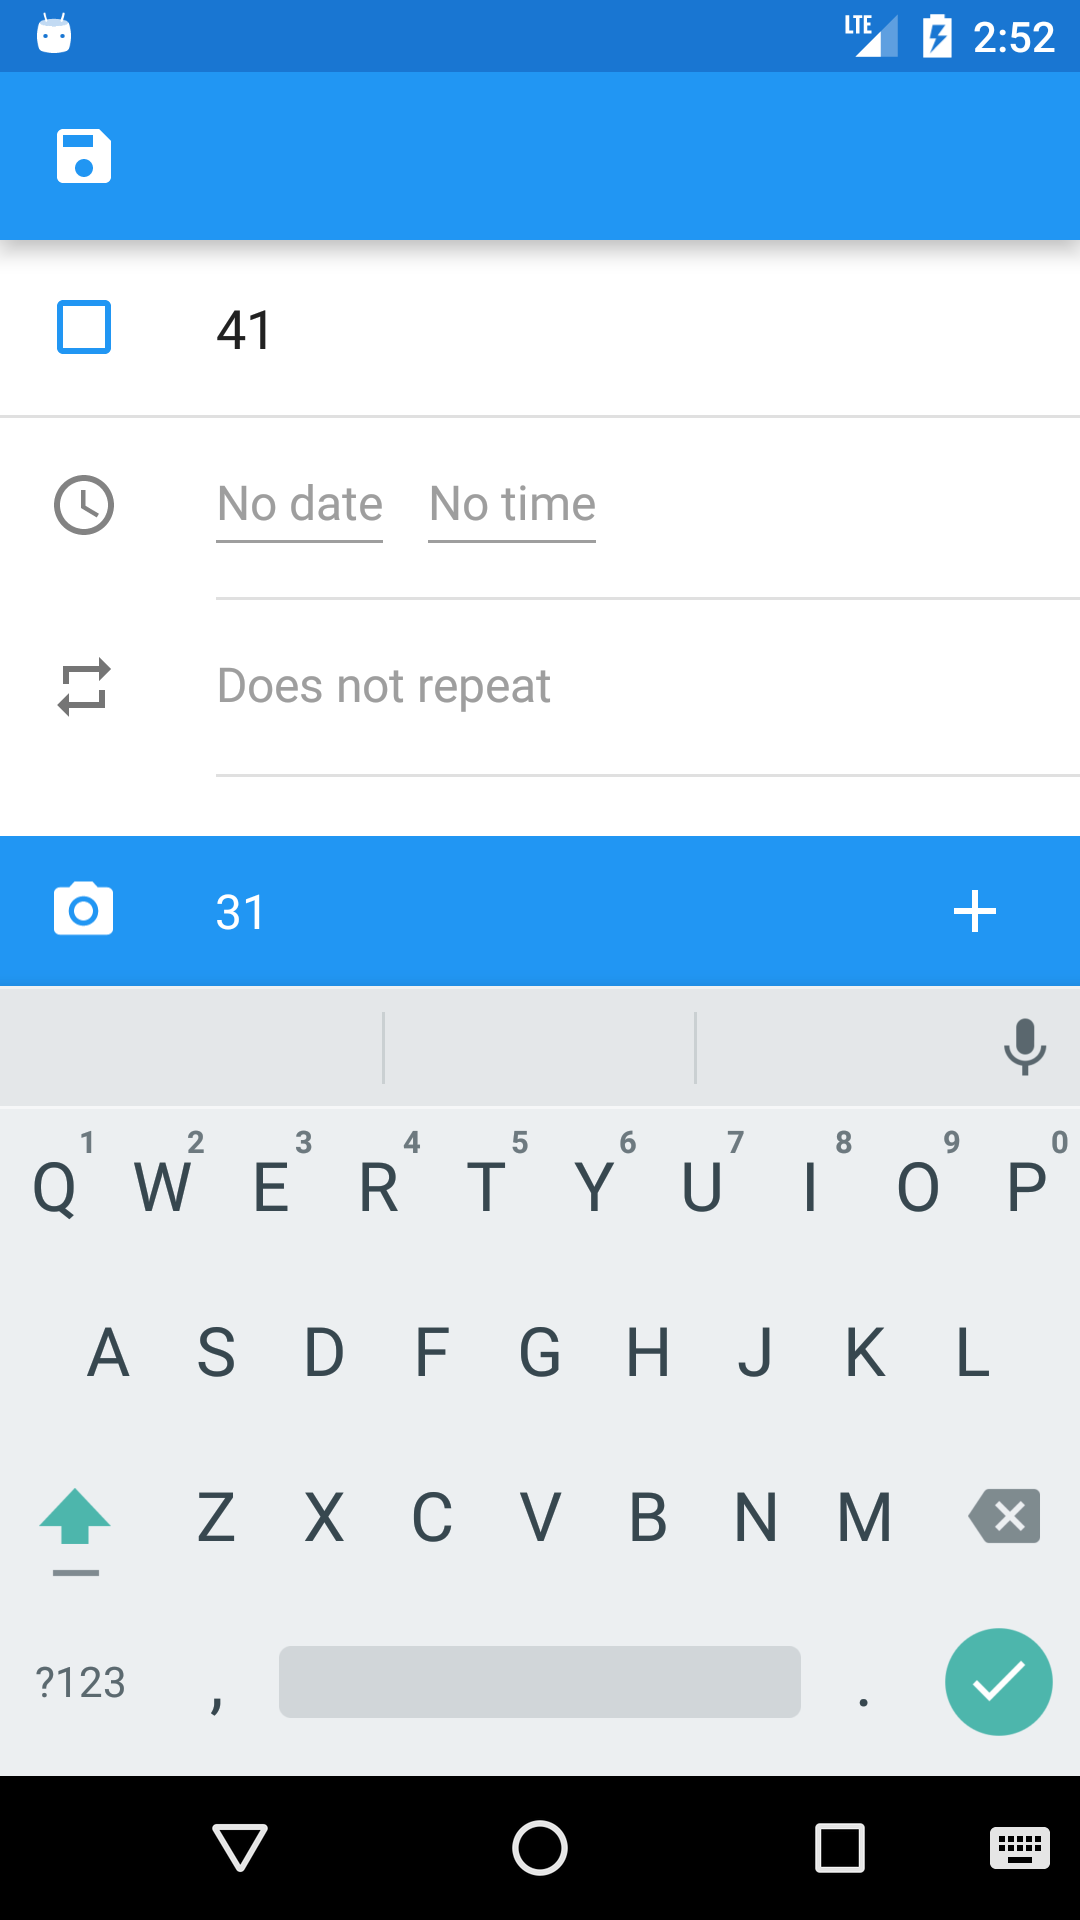 LTE 2:52
41
No date No time
Does not repeat
31
1 2 3 4 5 6 7 8 9 0
Q W E R T Y U I O P
A S D F G H J K L
Z X C V B N M
?123 , .